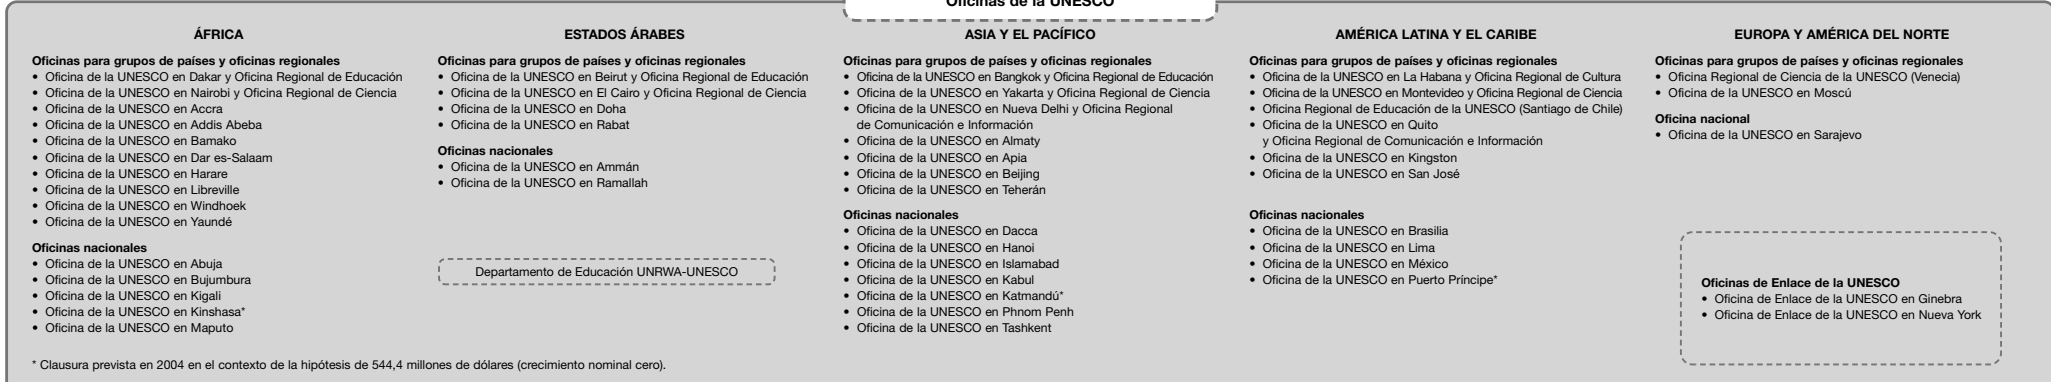 Oficinas de la UNESCO
ÁFRICA
Oficinas para grupos de países y oficinas regionales
• Oficina de la UNESCO en Dakar y Oficina Regional de Educación
• Oficina de la UNESCO en Nairobi y Oficina Regional de Ciencia
• Oficina de la UNESCO en Accra
• Oficina de la UNESCO en Addis Abeba
• Oficina de la UNESCO en Bamako
• Oficina de la UNESCO en Dar es-Salaam
• Oficina de la UNESCO en Harare
• Oficina de la UNESCO en Libreville
• Oficina de la UNESCO en Windhoek
• Oficina de la UNESCO en Yaundé
Oficinas nacionales
• Oficina de la UNESCO en Abuja
• Oficina de la UNESCO en Bujumbura
• Oficina de la UNESCO en Kigali
• Oficina de la UNESCO en Kinshasa*
• Oficina de la UNESCO en Maputo
ESTADOS ÁRABES
Oficinas para grupos de países y oficinas regionales
• Oficina de la UNESCO en Beirut y Oficina Regional de Educación
• Oficina de la UNESCO en El Cairo y Oficina Regional de Ciencia
• Oficina de la UNESCO en Doha
• Oficina de la UNESCO en Rabat
Oficinas nacionales
• Oficina de la UNESCO en Ammán
• Oficina de la UNESCO en Ramallah
Departamento de Educación UNRWA-UNESCO
ASIA Y EL PACÍFICO
Oficinas para grupos de países y oficinas regionales
• Oficina de la UNESCO en Bangkok y Oficina Regional de Educación
• Oficina de la UNESCO en Yakarta y Oficina Regional de Ciencia
• Oficina de la UNESCO en Nueva Delhi y Oficina Regional
de Comunicación e Información
• Oficina de la UNESCO en Almaty
• Oficina de la UNESCO en Apia
• Oficina de la UNESCO en Beijing
• Oficina de la UNESCO en Teherán
Oficinas nacionales
• Oficina de la UNESCO en Dacca
• Oficina de la UNESCO en Hanoi
• Oficina de la UNESCO en Islamabad
• Oficina de la UNESCO en Kabul
• Oficina de la UNESCO en Katmandú*
• Oficina de la UNESCO en Phnom Penh
• Oficina de la UNESCO en Tashkent
AMÉRICA LATINA Y EL CARIBE
Oficinas para grupos de países y oficinas regionales
• Oficina de la UNESCO en La Habana y Oficina Regional de Cultura
• Oficina de la UNESCO en Montevideo y Oficina Regional de Ciencia
• Oficina Regional de Educación de la UNESCO (Santiago de Chile)
• Oficina de la UNESCO en Quito
y Oficina Regional de Comunicación e Información
• Oficina de la UNESCO en Kingston
• Oficina de la UNESCO en San José
Oficinas nacionales
• Oficina de la UNESCO en Brasilia
• Oficina de la UNESCO en Lima
• Oficina de la UNESCO en México
• Oficina de la UNESCO en Puerto Príncipe*
EUROPA Y AMÉRICA DEL NORTE
Oficinas para grupos de países y oficinas regionales
• Oficina Regional de Ciencia de la UNESCO (Venecia)
• Oficina de la UNESCO en Moscú
Oficina nacional
• Oficina de la UNESCO en Sarajevo
Oficinas de Enlace de la UNESCO
• Oficina de Enlace de la UNESCO en Ginebra
• Oficina de Enlace de la UNESCO en Nueva York
* Clausura prevista en 2004 en el contexto de la hipótesis de 544,4 millones de dólares (crecimiento nominal cero).